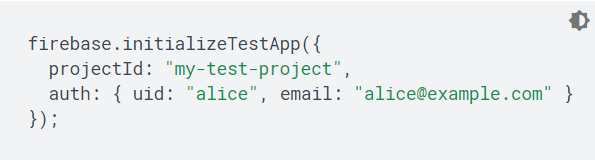 firebase.initializeTestApp({
projectId: "my-test-project",
auth: { uid: "alice", email: "alice@example.com" }
});